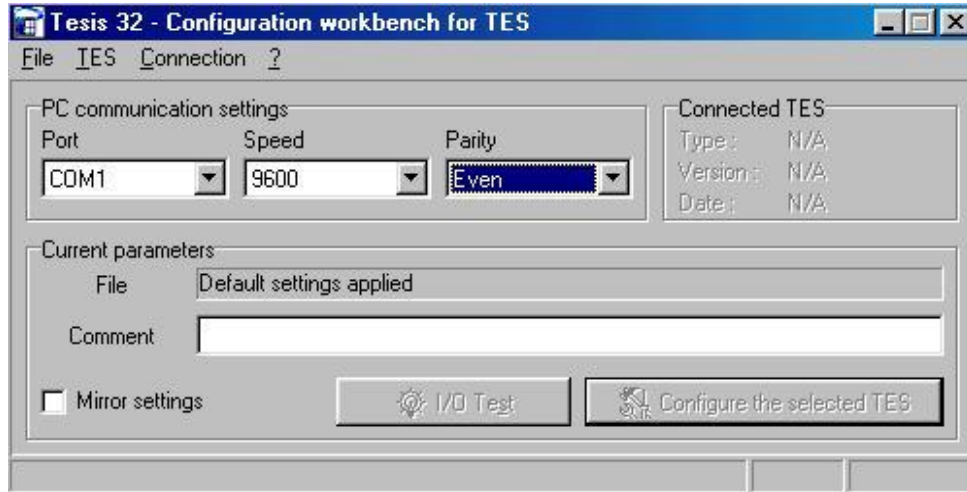 Tesis 32 - Configuration workbench for TES
File TES Connection ?
PC communication settings
Port Speed Parity
COM1 9600 Even
Connected TES
Type : N/A
Version : N/A
Date : N/A
Current parameters
File Default settings applied
Comment
Mirror settings I/O Test Configure the selected TES